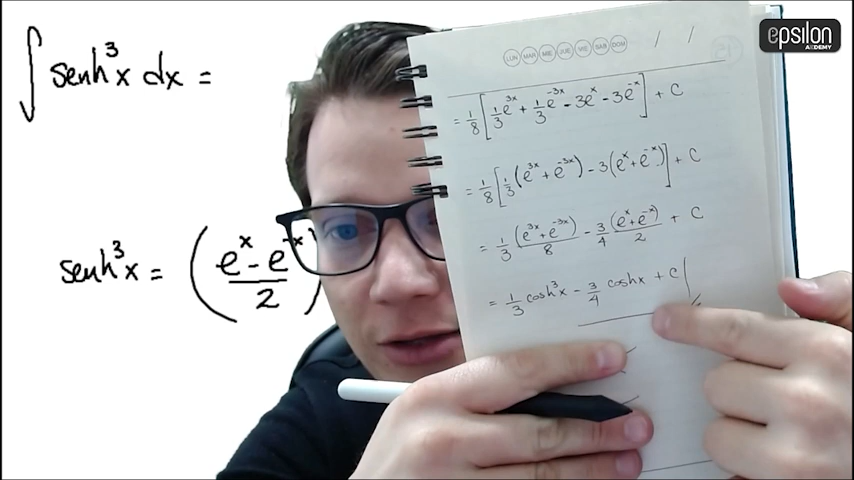 ∫ senh³x dx =
senh³x = (eˣ - e⁻ˣ / 2)
epsilon
ACADEMY
LUN MAR MIE JUE VIE SAB DOM / /
= 1/8 [1/3 e³ˣ + 1/3 e⁻³ˣ - 3eˣ - 3e⁻ˣ] + C
= 1/8 [1/3 (e³ˣ + e⁻³ˣ) - 3(eˣ + e⁻ˣ)] + C
= 1/3 (e³ˣ + e⁻³ˣ)/8 - 3/4 (eˣ + e⁻ˣ)/2 + C
= 1/3 cosh³x - 3/4 coshx + C